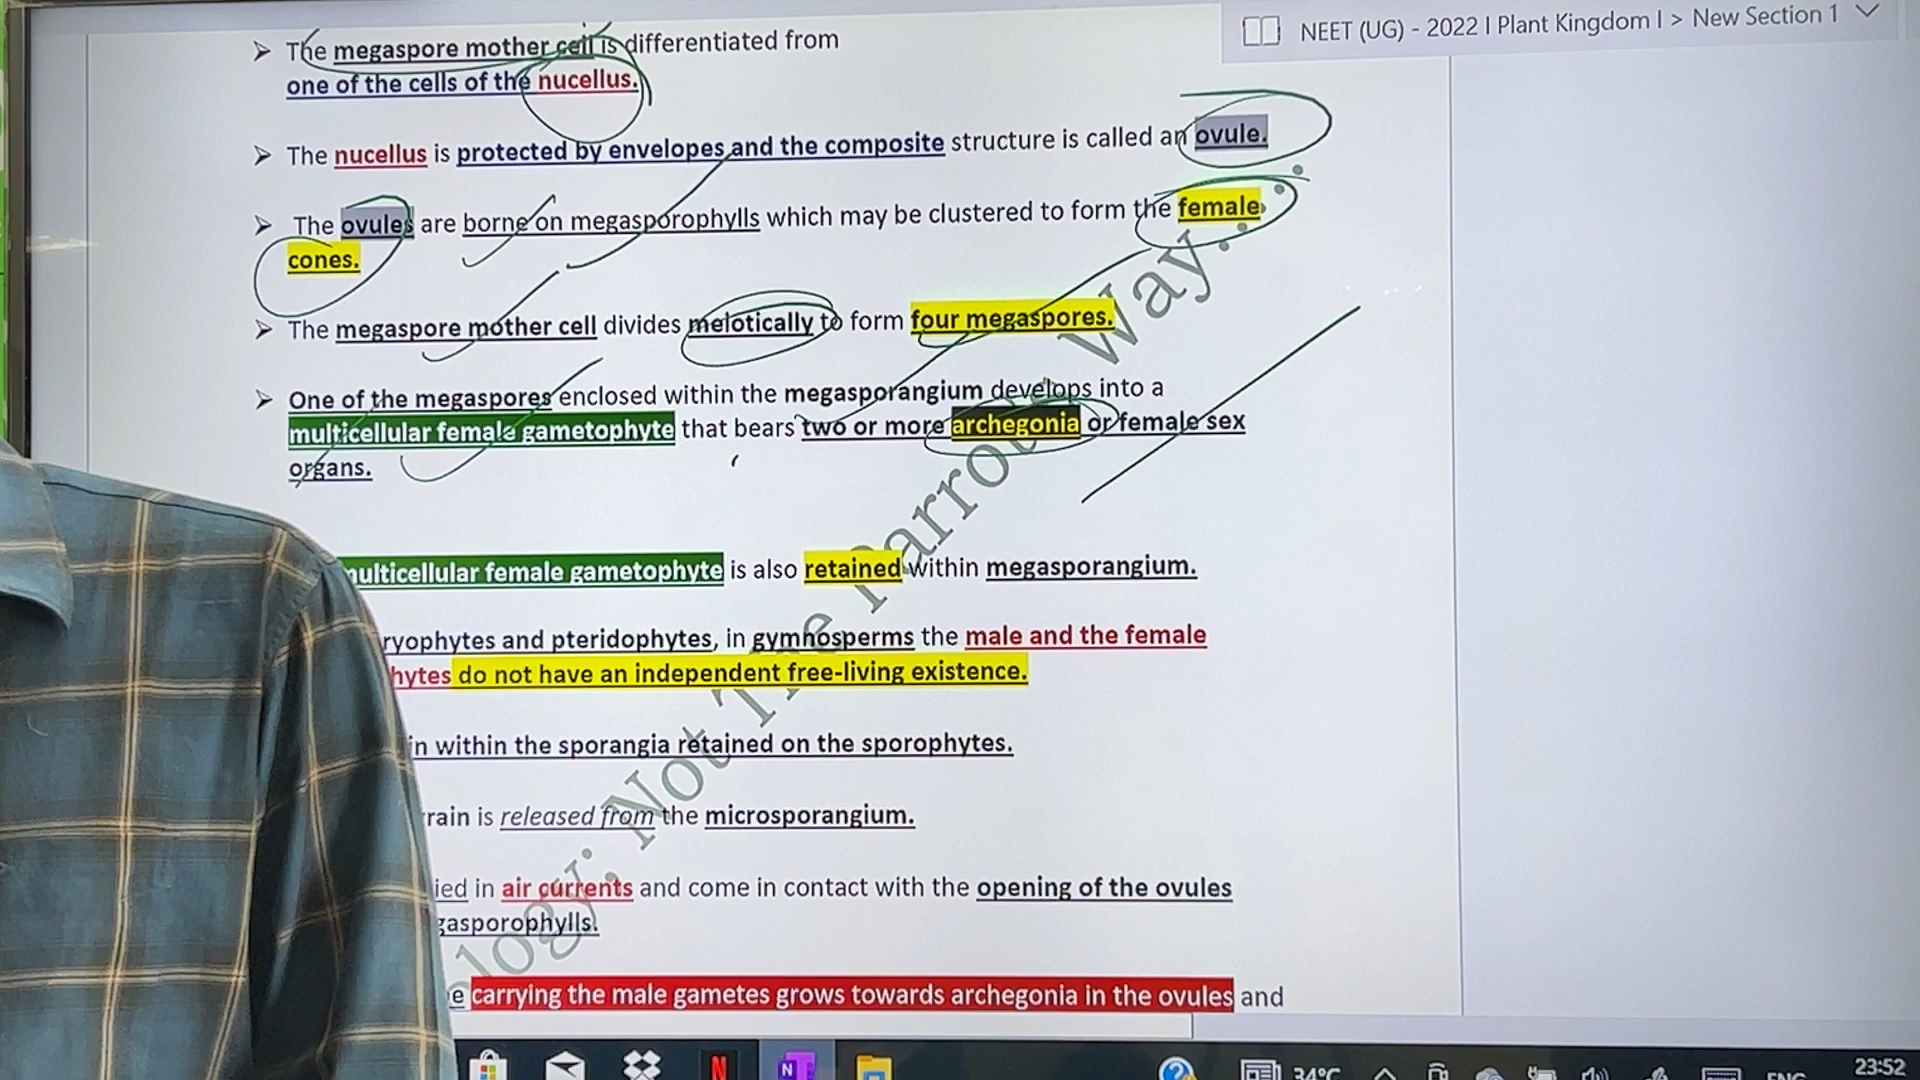 NEET (UG) - 2022 I Plant Kingdom I > New Section 1
➢ The megaspore mother cell is differentiated from
one of the cells of the nucellus.
➢ The nucellus is protected by envelopes and the composite structure is called an ovule.
➢ The ovules are borne on megasporophylls which may be clustered to form the female
cones.
➢ The megaspore mother cell divides meiotically to form four megaspores.
➢ One of the megaspores enclosed within the megasporangium develops into a
multicellular female gametophyte that bears two or more archegonia or female sex
organs.
multicellular female gametophyte is also retained within megasporangium.
ryophytes and pteridophytes, in gymnosperms the male and the female
hytes do not have an independent free-living existence.
in within the sporangia retained on the sporophytes.
rain is released from the microsporangium.
ied in air currents and come in contact with the opening of the ovules
gasporophylls.
e carrying the male gametes grows towards archegonia in the ovules and
ology; Not The Parrot Way...
34°C
ENG
23:52